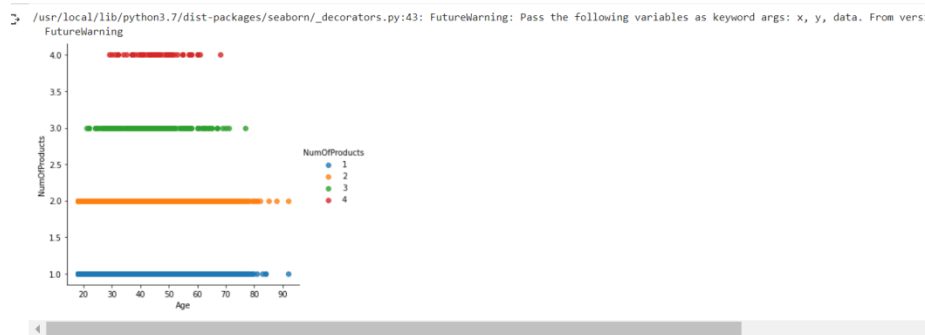 /usr/local/lib/python3.7/dist-packages/seaborn/_decorators.py:43: FutureWarning: Pass the following variables as keyword args: x, y, data. From vers
FutureWarning
4.0
3.5
3.0
2.5
2.0
1.5
1.0
NumOfProducts
20 30 40 50 60 70 80 90
Age
NumOfProducts
1
2
3
4